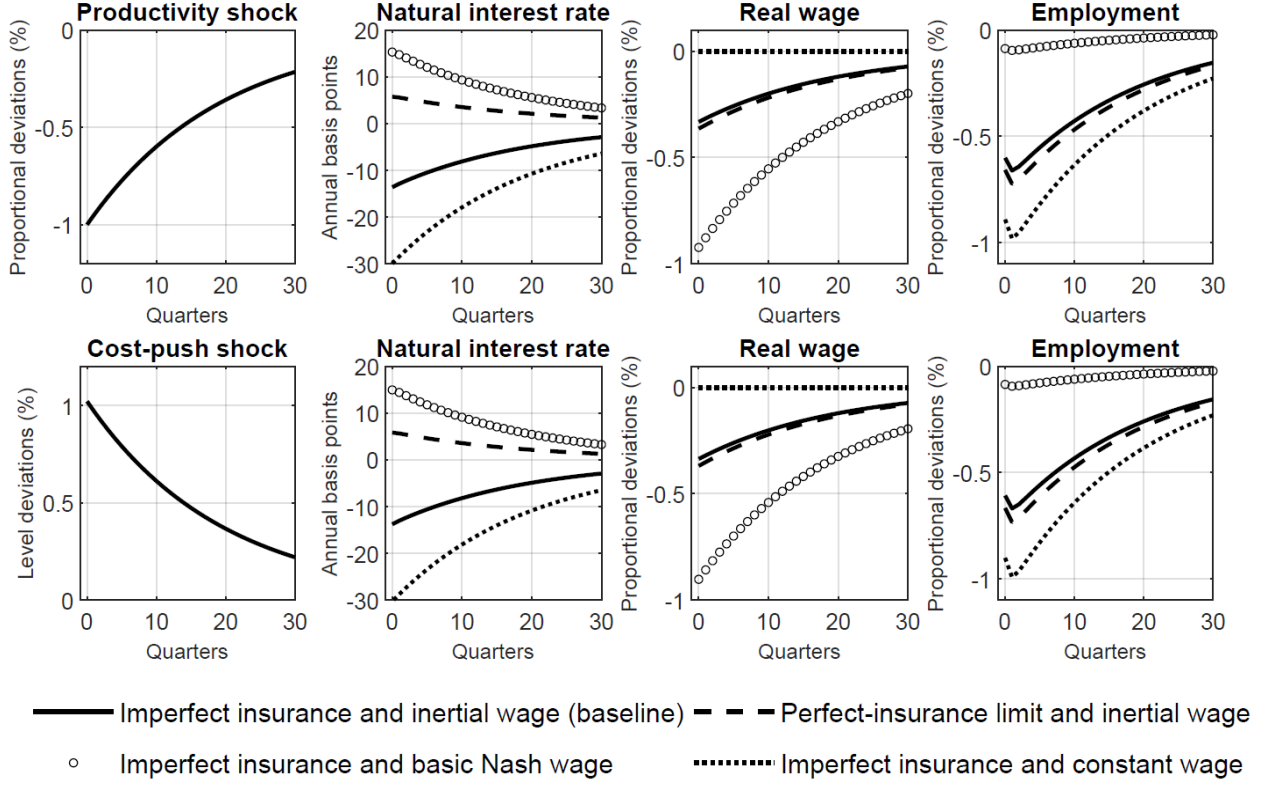 Productivity shock
Natural interest rate
Real wage
Employment
Proportional deviations (%)
0
-0.5
-1
0 10 20 30
Quarters
Annual basis points
20
10
0
-10
-20
-30
0 10 20 30
Quarters
Proportional deviations (%)
0
-0.5
-1
0 10 20 30
Quarters
Proportional deviations (%)
0
-0.5
-1
0 10 20 30
Quarters
Cost-push shock
Natural interest rate
Real wage
Employment
Level deviations (%)
1
0.5
0
0 10 20 30
Quarters
Annual basis points
20
10
0
-10
-20
-30
0 10 20 30
Quarters
Proportional deviations (%)
0
-0.5
-1
0 10 20 30
Quarters
Proportional deviations (%)
0
-0.5
-1
0 10 20 30
Quarters
Imperfect insurance and inertial wage (baseline)
Perfect-insurance limit and inertial wage
Imperfect insurance and basic Nash wage
Imperfect insurance and constant wage